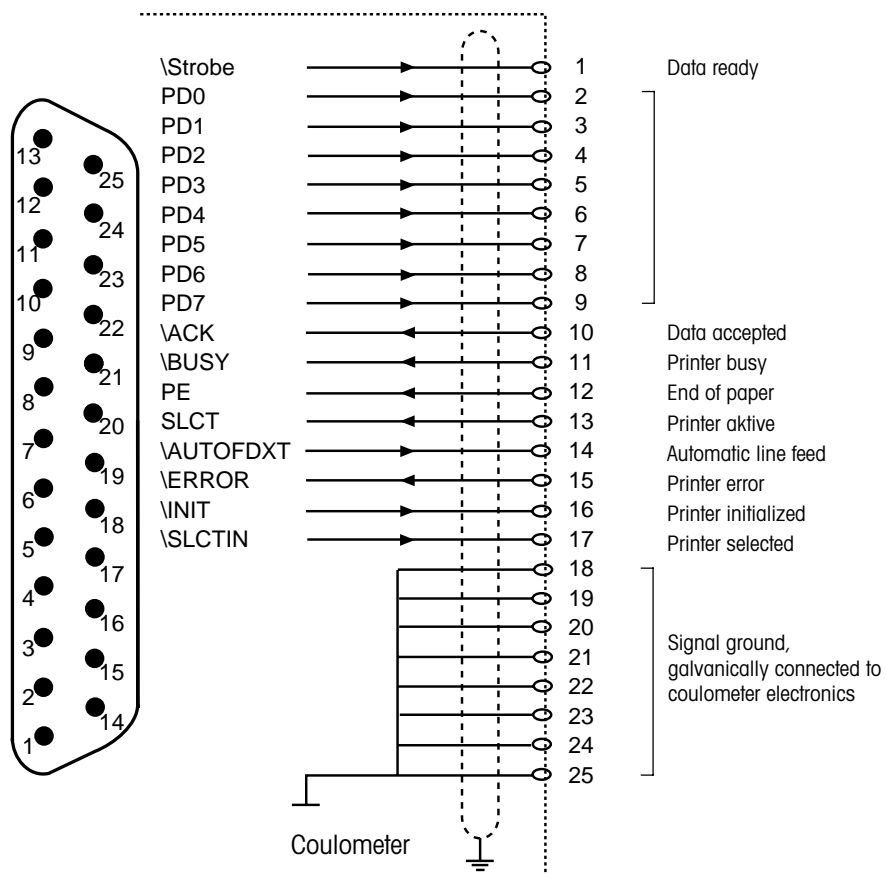 \Strobe 1 Data ready
PD0 2
PD1 3
PD2 4
PD3 5
PD4 6
PD5 7
PD6 8
PD7 9
\ACK 10 Data accepted
\BUSY 11 Printer busy
PE 12 End of paper
SLCT 13 Printer aktive
\AUTOFDXT 14 Automatic line feed
\ERROR 15 Printer error
\INIT 16 Printer initialized
\SLCTIN 17 Printer selected
18
19
20
21
22
23
24
25
Signal ground,
galvanically connected to
coulometer electronics
Coulometer
13
25
12
24
11
23
10
22
9
21
8
20
7
19
6
18
5
17
4
16
3
15
2
14
1